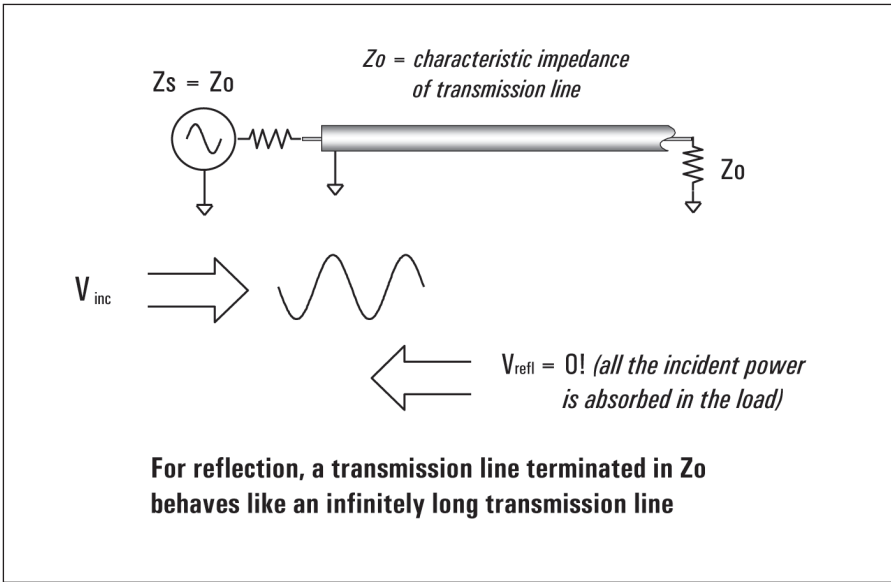 Zo = characteristic impedance
of transmission line
Zs = Zo
Zo
V inc
Vrefl = 0! (all the incident power
is absorbed in the load)
For reflection, a transmission line terminated in Zo
behaves like an infinitely long transmission line